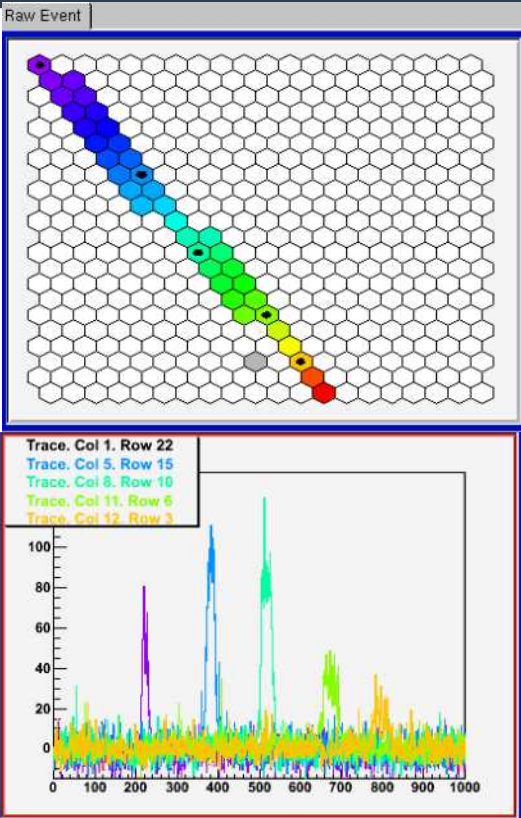 Raw Event
Trace. Col 1. Row 22
Trace. Col 5. Row 15
Trace. Col 8. Row 10
Trace. Col 11. Row 6
Trace. Col 12. Row 3
100
80
60
40
20
0
0 100 200 300 400 500 600 700 800 900 1000